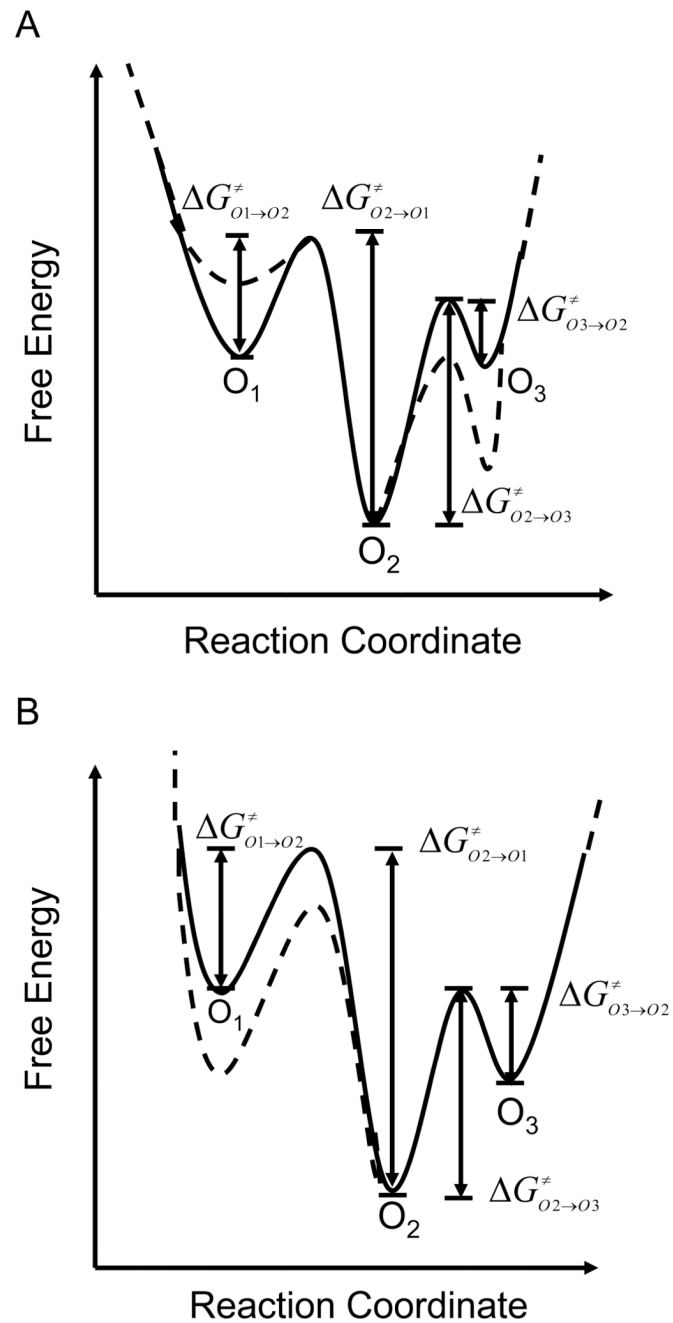 A
ΔG≠O1→O2
ΔG≠O2→O1
ΔG≠O3→O2
O1
O3
ΔG≠O2→O3
O2
Free Energy
Reaction Coordinate
B
ΔG≠O1→O2
ΔG≠O2→O1
ΔG≠O3→O2
O1
O3
ΔG≠O2→O3
O2
Free Energy
Reaction Coordinate